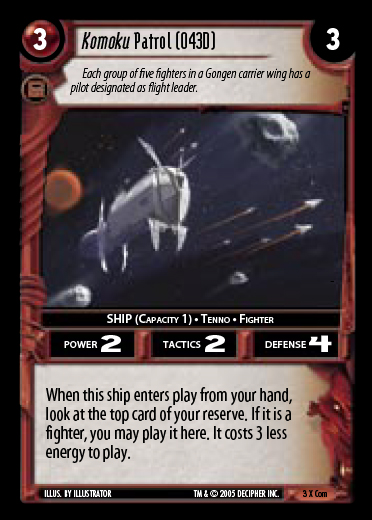 3 Komoku Patrol (043D) 3
Each group of five fighters in a Gongen carrier wing has a
pilot designated as flight leader.
SHIP (CAPACITY 1) • TENNO • FIGHTER
POWER 2 TACTICS 2 DEFENSE 4
When this ship enters play from your hand,
look at the top card of your reserve. If it is a
fighter, you may play it here. It costs 3 less
energy to play.
ILLUS. BY ILLUSTRATOR TM & © 2005 DECIPHER INC. 3 X Com